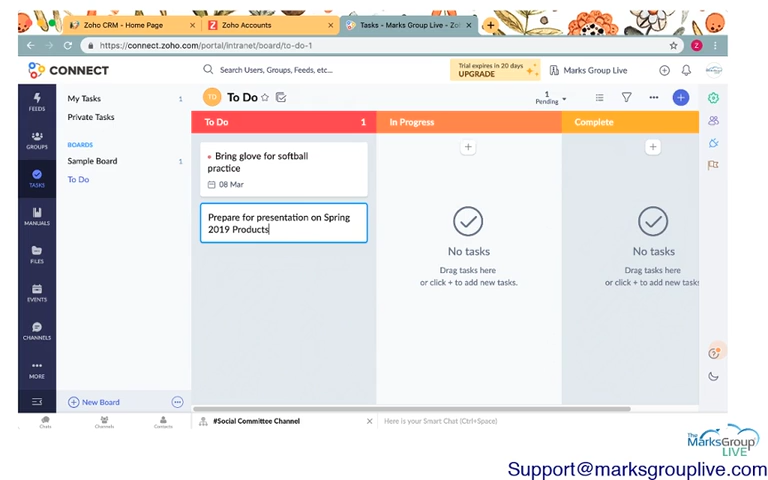 Zoho CRM - Home Page
Zoho Accounts
Tasks - Marks Group Live - Zo
https://connect.zoho.com/portal/intranet/board/to-do-1
Z
CONNECT
Search Users, Groups, Feeds, etc...
Trial expires in 20 days
UPGRADE
Marks Group Live
FEEDS
GROUPS
TASKS
MANUALS
FILES
EVENTS
CHANNELS
MORE
My Tasks 1
Private Tasks
BOARDS
Sample Board 1
To Do
New Board
TD To Do
1
Pending
To Do 1
In Progress
Complete
Bring glove for softball
practice
08 Mar
Prepare for presentation on Spring
2019 Products
No tasks
Drag tasks here
or click + to add new tasks.
No tasks
Drag tasks here
or click + to add new tasks
Chats
Channels
Contacts
#Social Committee Channel
Here is your Smart Chat (Ctrl+Space)
The
MarksGroup
LIVE
Support@marksgrouplive.com